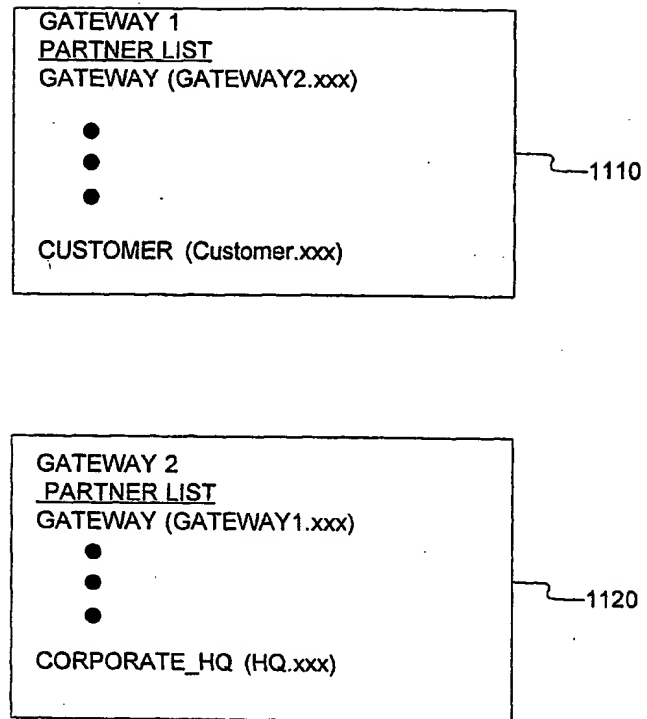 GATEWAY 1
PARTNER LIST
GATEWAY (GATEWAY2.xxx)
1110
CUSTOMER (Customer.xxx)
GATEWAY 2
PARTNER LIST
GATEWAY (GATEWAY1.xxx)
1120
CORPORATE_HQ (HQ.xxx)